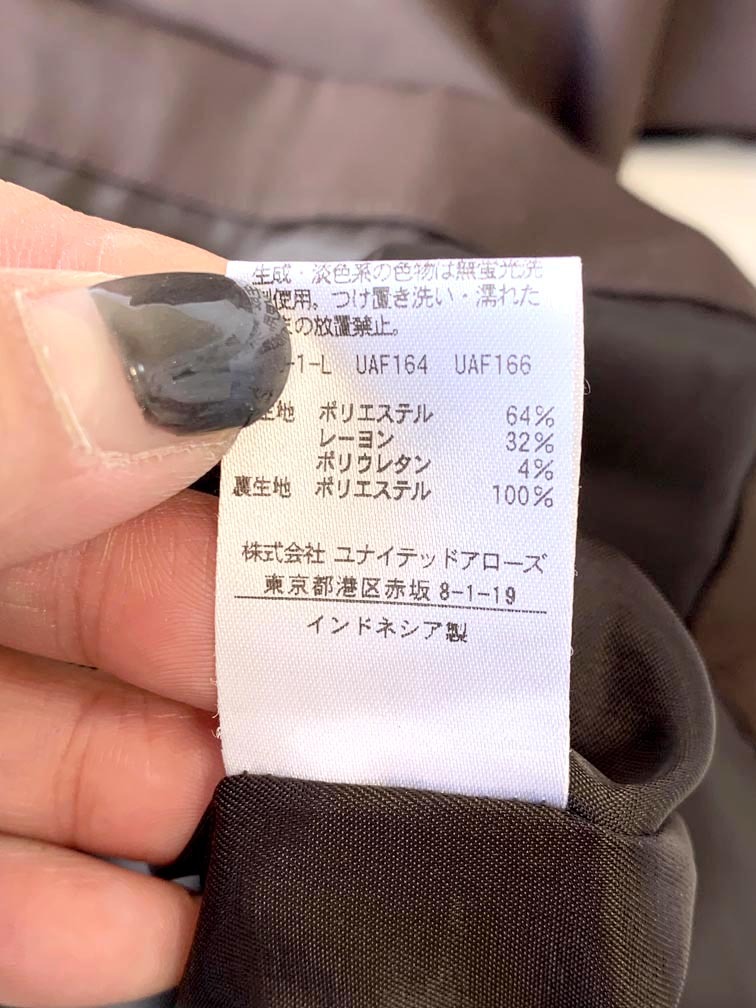 生成・淡色系の色物は無蛍光洗
使用。つけ置き洗い・濡れた
の放置禁止。
-1-L UAF164 UAF166
生地 ポリエステル 64%
レーヨン 32%
ポリウレタン 4%
裏生地 ポリエステル 100%
株式会社 ユナイテッドアローズ
東京都港区赤坂 8-1-19
インドネシア製